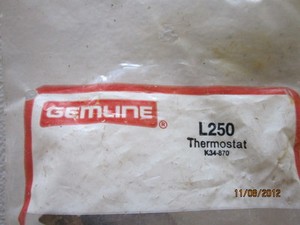 GEMLINE®
L250
Thermostat
K34-870
11/08/2012